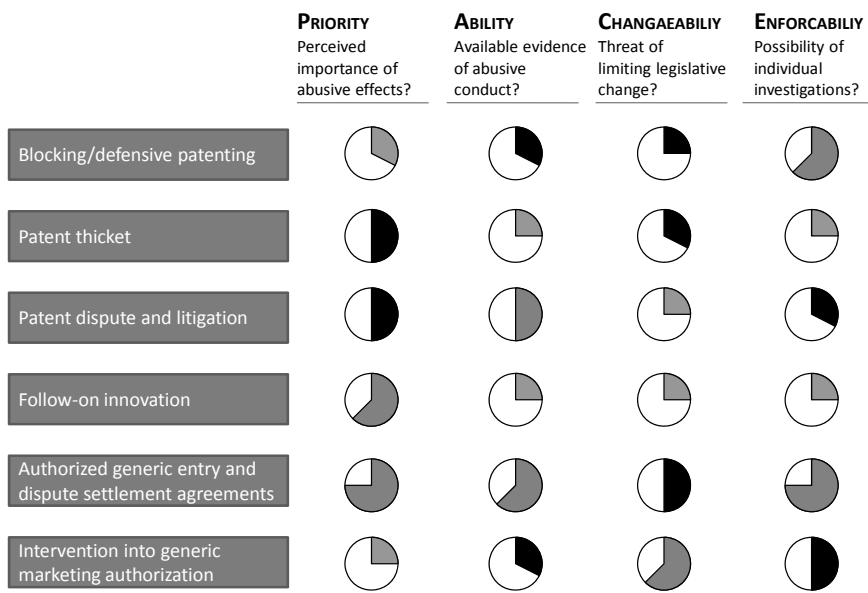 PRIORITY ABILITY CHANGAEABILIY ENFORCABILIY
Perceived importance of abusive effects?
Available evidence of abusive conduct?
Threat of limiting legislative change?
Possibility of individual investigations?
Blocking/defensive patenting
Patent thicket
Patent dispute and litigation
Follow-on innovation
Authorized generic entry and
dispute settlement agreements
Intervention into generic
marketing authorization